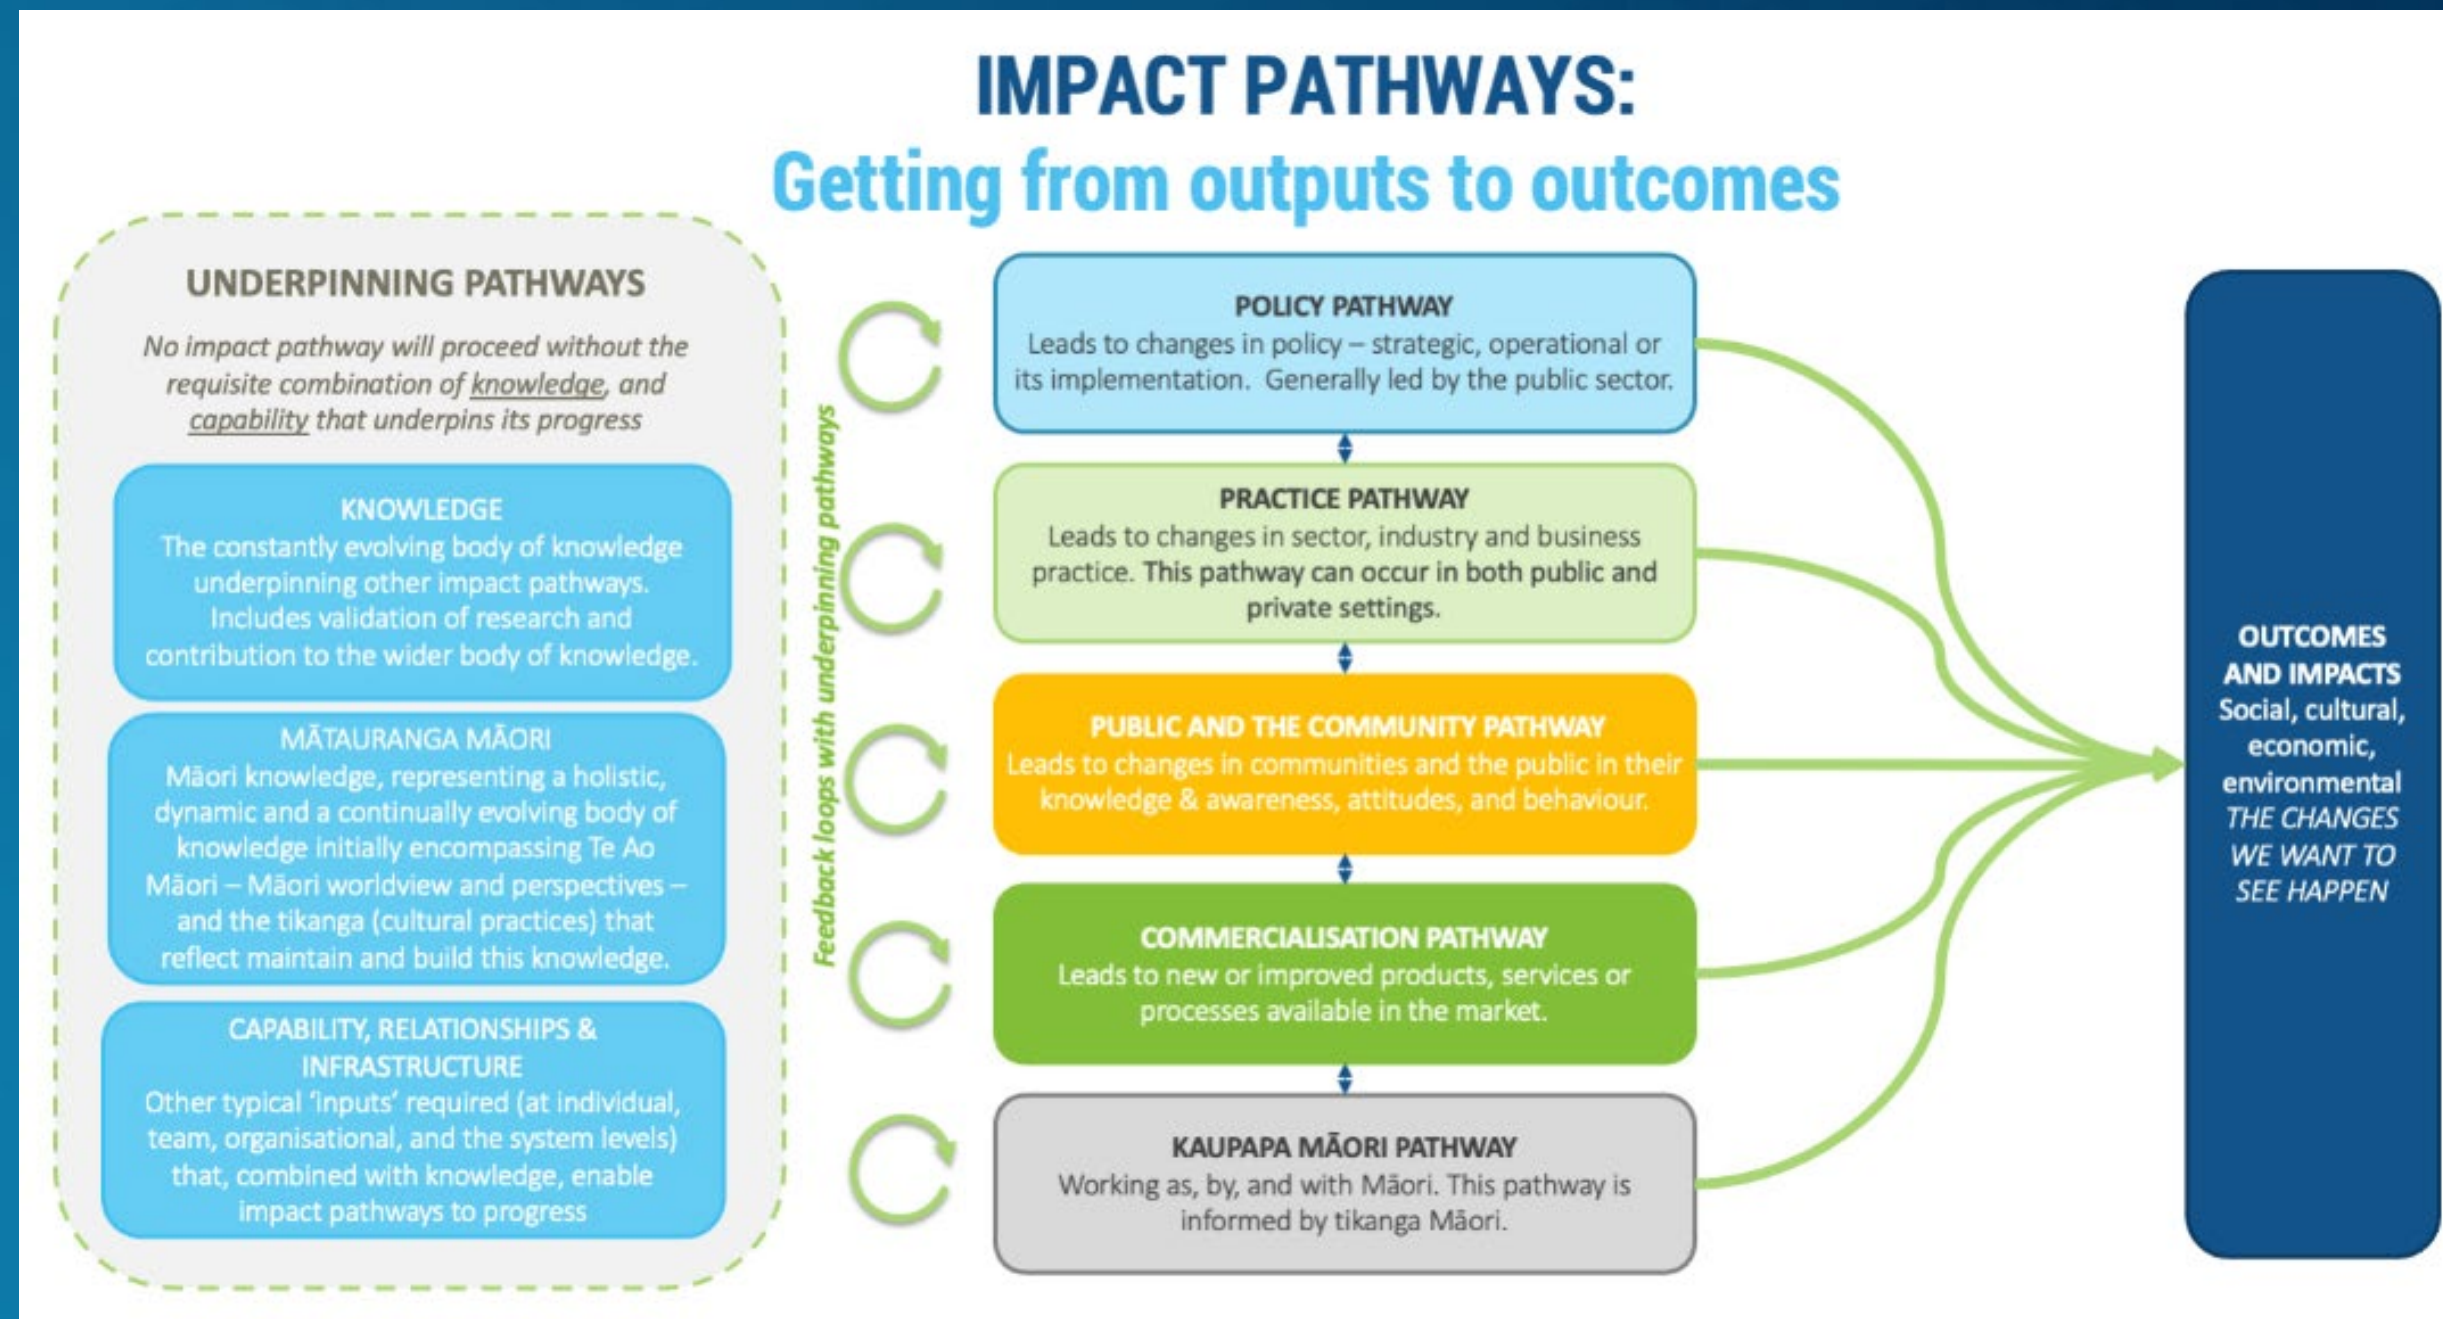 IMPACT PATHWAYS:
Getting from outputs to outcomes
UNDERPINNING PATHWAYS
No impact pathway will proceed without the
requisite combination of knowledge, and
capability that underpins its progress
KNOWLEDGE
The constantly evolving body of knowledge
underpinning other impact pathways.
Includes validation of research and
contribution to the wider body of knowledge.
MĀTAURANGA MĀORI
Māori knowledge, representing a holistic,
dynamic and a continually evolving body of
knowledge initially encompassing Te Ao
Māori – Māori worldview and perspectives –
and the tikanga (cultural practices) that
reflect maintain and build this knowledge.
CAPABILITY, RELATIONSHIPS &
INFRASTRUCTURE
Other typical ‘inputs’ required (at individual,
team, organisational, and the system levels)
that, combined with knowledge, enable
impact pathways to progress
Feedback loops with underpinning pathways
POLICY PATHWAY
Leads to changes in policy – strategic, operational or
its implementation.  Generally led by the public sector.
PRACTICE PATHWAY
Leads to changes in sector, industry and business
practice. This pathway can occur in both public and
private settings.
PUBLIC AND THE COMMUNITY PATHWAY
Leads to changes in communities and the public in their
knowledge & awareness, attitudes, and behaviour.
COMMERCIALISATION PATHWAY
Leads to new or improved products, services or
processes available in the market.
KAUPAPA MĀORI PATHWAY
Working as, by, and with Māori. This pathway is
informed by tikanga Māori.
OUTCOMES
AND IMPACTS
Social, cultural,
economic,
environmental
THE CHANGES
WE WANT TO
SEE HAPPEN